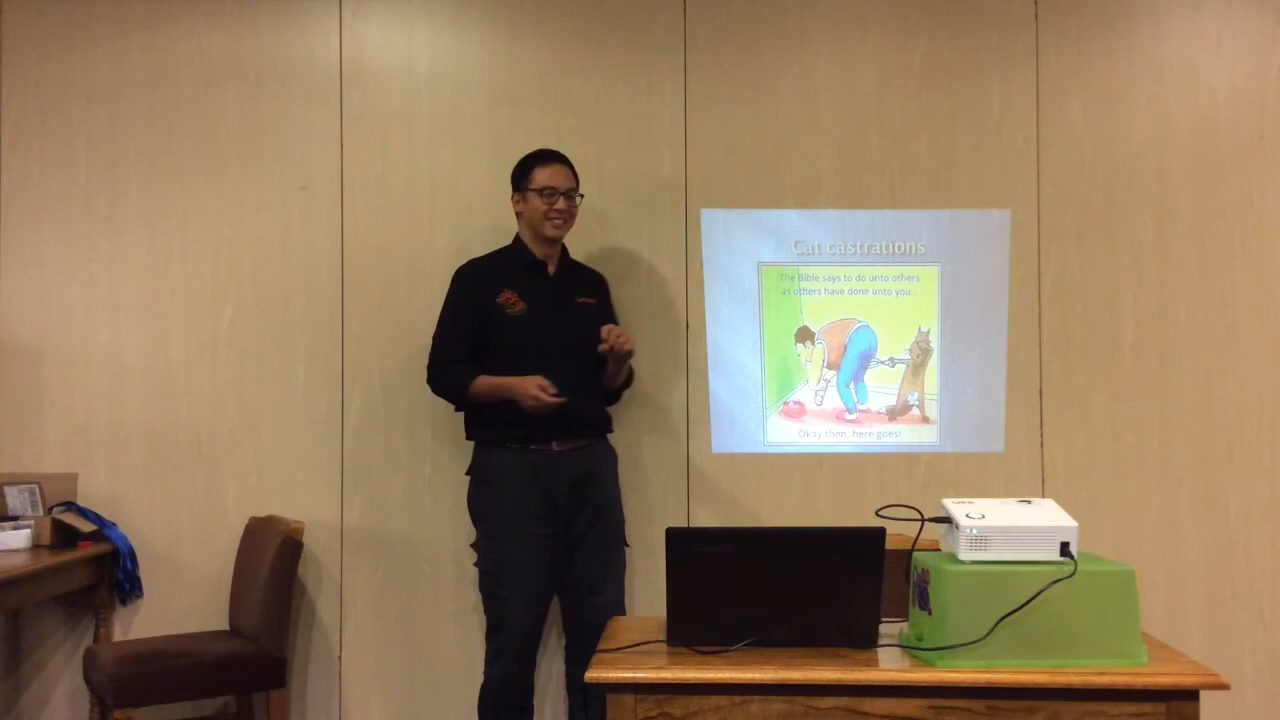 Cat castrations
The Bible says to do unto others
as others have done unto you...
Okay then, here goes!